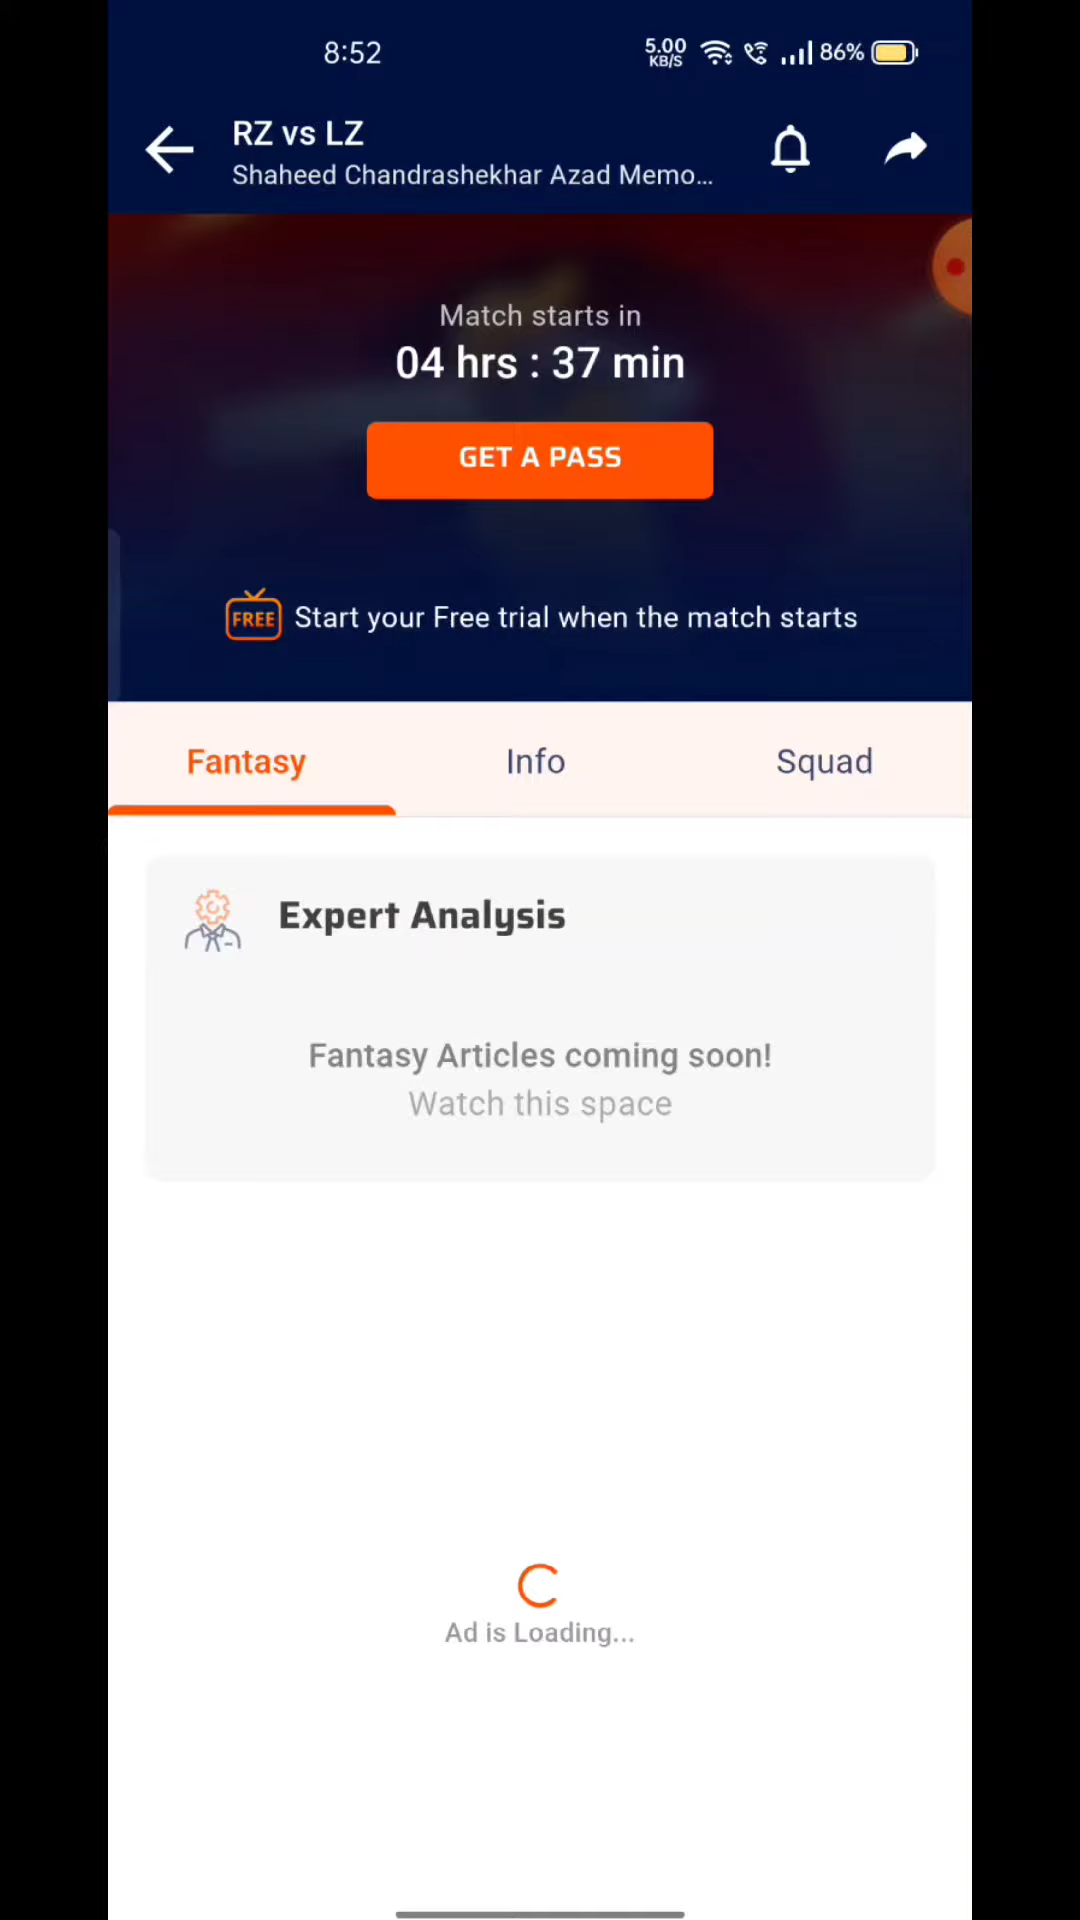 8:52
5.00
KB/S
86%
RZ vs LZ
Shaheed Chandrashekhar Azad Memo...
Match starts in
04 hrs : 37 min
GET A PASS
FREE
Start your Free trial when the match starts
Fantasy
Info
Squad
Expert Analysis
Fantasy Articles coming soon!
Watch this space
Ad is Loading...